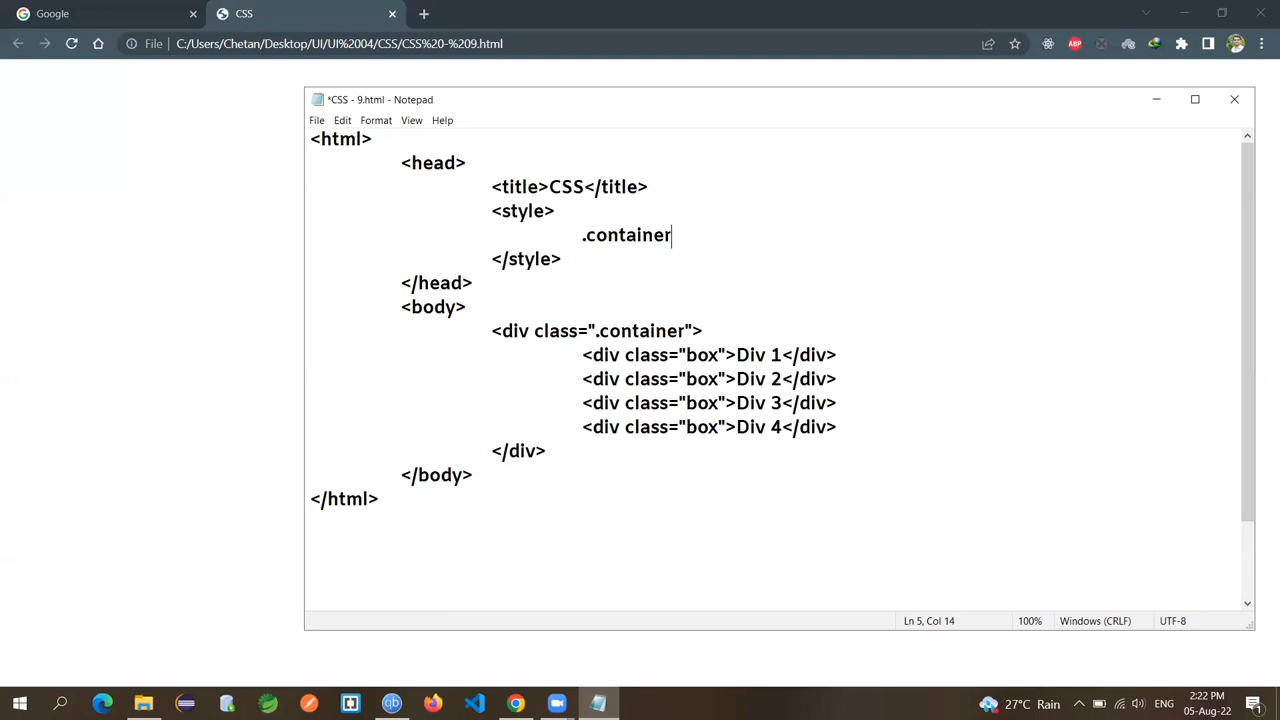 Google
CSS
File
C:/Users/Chetan/Desktop/UI/UI%2004/CSS/CSS%20-%209.html
ABP
*CSS - 9.html - Notepad
File Edit Format View Help
<html>
<head>
<title>CSS</title>
<style>
.container
</style>
</head>
<body>
<div class=".container">
<div class="box">Div 1</div>
<div class="box">Div 2</div>
<div class="box">Div 3</div>
<div class="box">Div 4</div>
</div>
</body>
</html>
Ln 5, Col 14
100%
Windows (CRLF)
UTF-8
qb
27°C Rain
2:22 PM
05-Aug-22
1